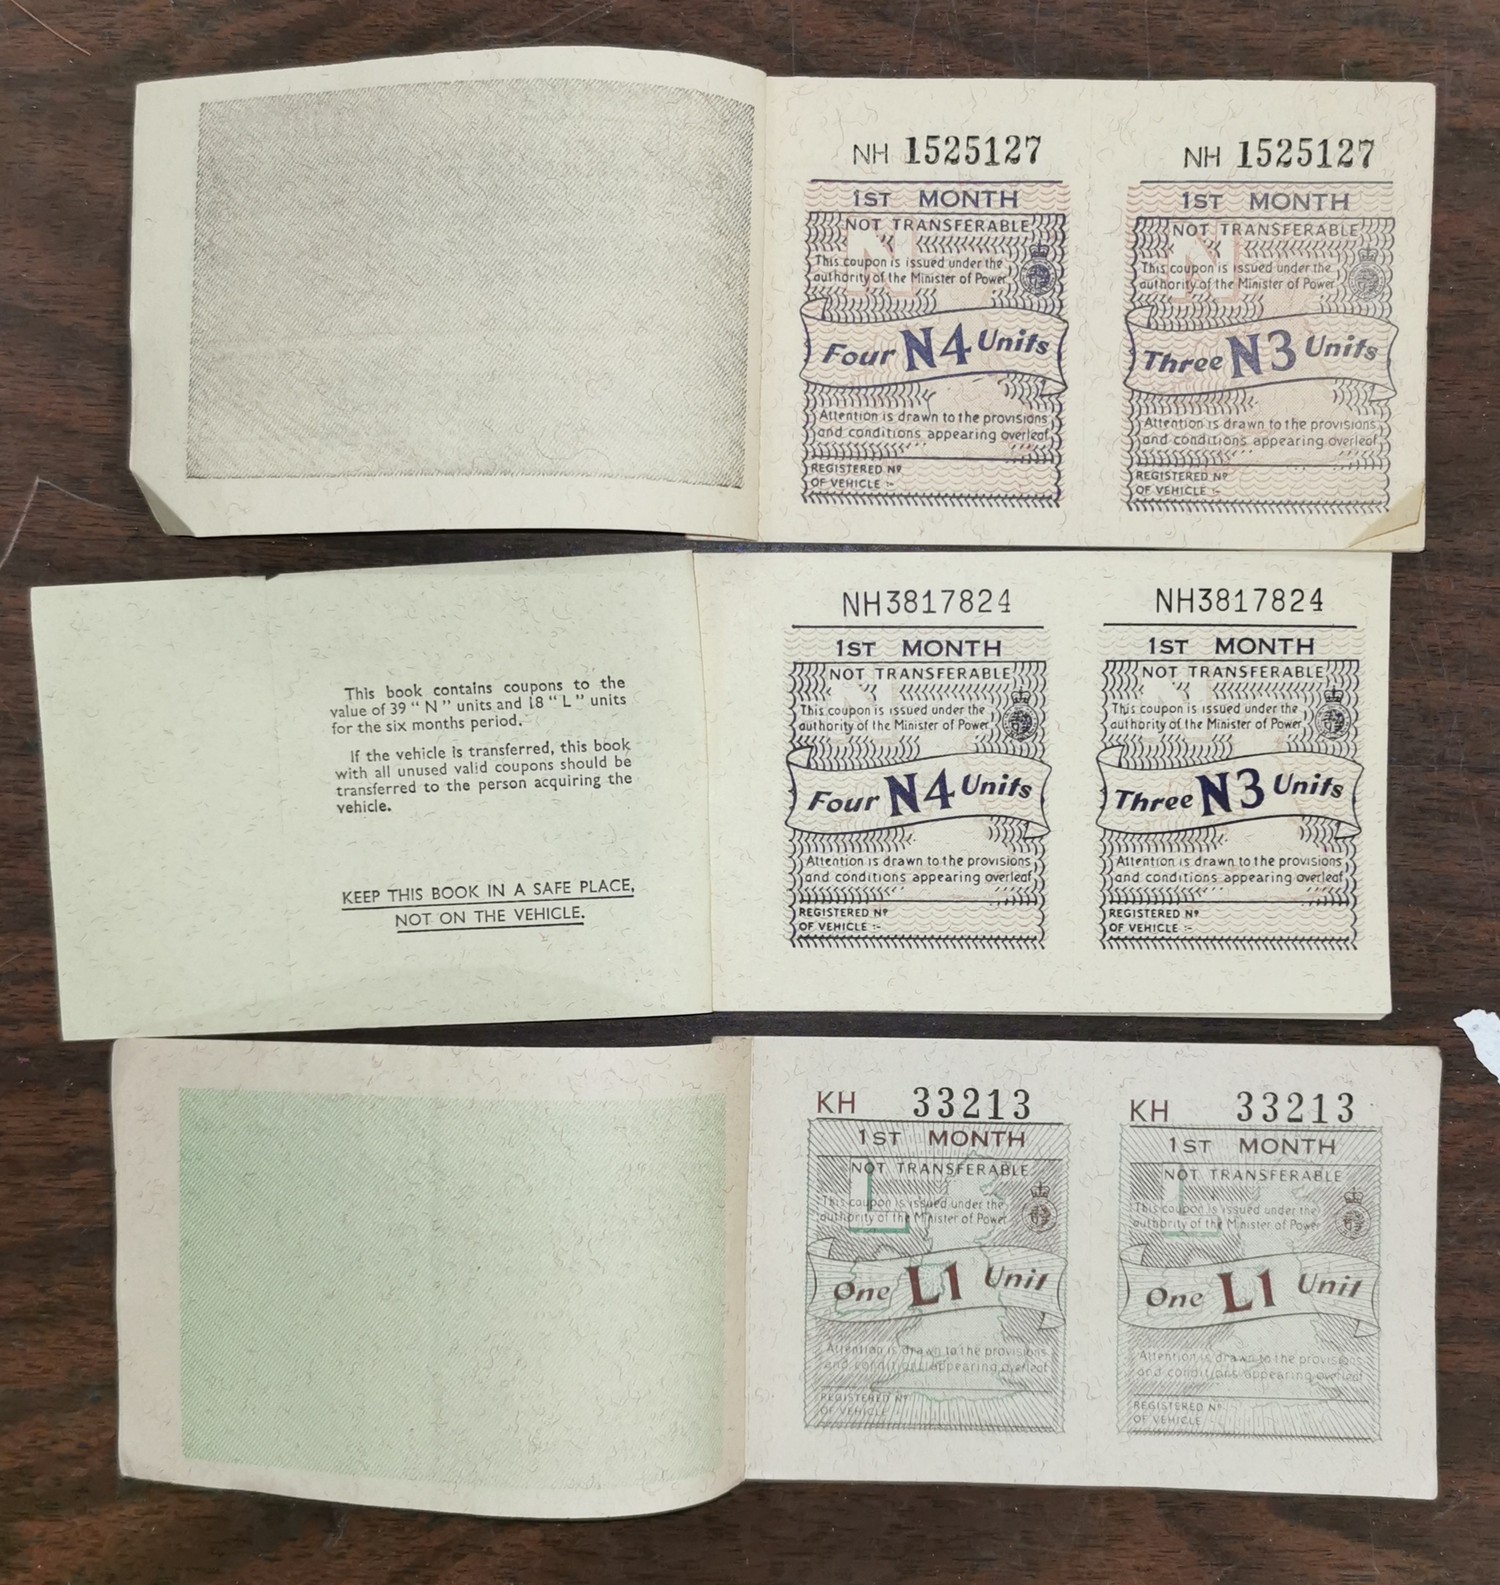 NH 1525127
1ST MONTH
NOT TRANSFERABLE
N
This coupon is issued under the
authority of the Minister of Power
Four N4 Units
Attention is drawn to the provisions
and conditions appearing overleaf
REGISTERED Nº
OF VEHICLE :-
NH 1525127
1ST MONTH
NOT TRANSFERABLE
N
This coupon is issued under the
authority of the Minister of Power
Three N3 Units
Attention is drawn to the provisions
and conditions appearing overleaf
REGISTERED Nº
OF VEHICLE :-
This book contains coupons to the
value of 39 “ N ” units and 18 “ L ” units
for the six months period.
If the vehicle is transferred, this book
with all unused valid coupons should be
transferred to the person acquiring the
vehicle.
KEEP THIS BOOK IN A SAFE PLACE,
NOT ON THE VEHICLE.
NH3817824
1ST MONTH
NOT TRANSFERABLE
N
This coupon is issued under the
authority of the Minister of Power
Four N4 Units
Attention is drawn to the provisions
and conditions appearing overleaf
REGISTERED Nº
OF VEHICLE :-
NH3817824
1ST MONTH
NOT TRANSFERABLE
N
This coupon is issued under the
authority of the Minister of Power
Three N3 Units
Attention is drawn to the provisions
and conditions appearing overleaf
REGISTERED Nº
OF VEHICLE :-
KH 33213
1ST MONTH
NOT TRANSFERABLE
L
This coupon is issued under the
authority of the Minister of Power
One L1 Unit
Attention is drawn to the provisions
and conditions appearing overleaf
REGISTERED Nº
OF VEHICLE :-
KH 33213
1ST MONTH
NOT TRANSFERABLE
L
This coupon is issued under the
authority of the Minister of Power
One L1 Unit
Attention is drawn to the provisions
and conditions appearing overleaf
REGISTERED Nº
OF VEHICLE :-